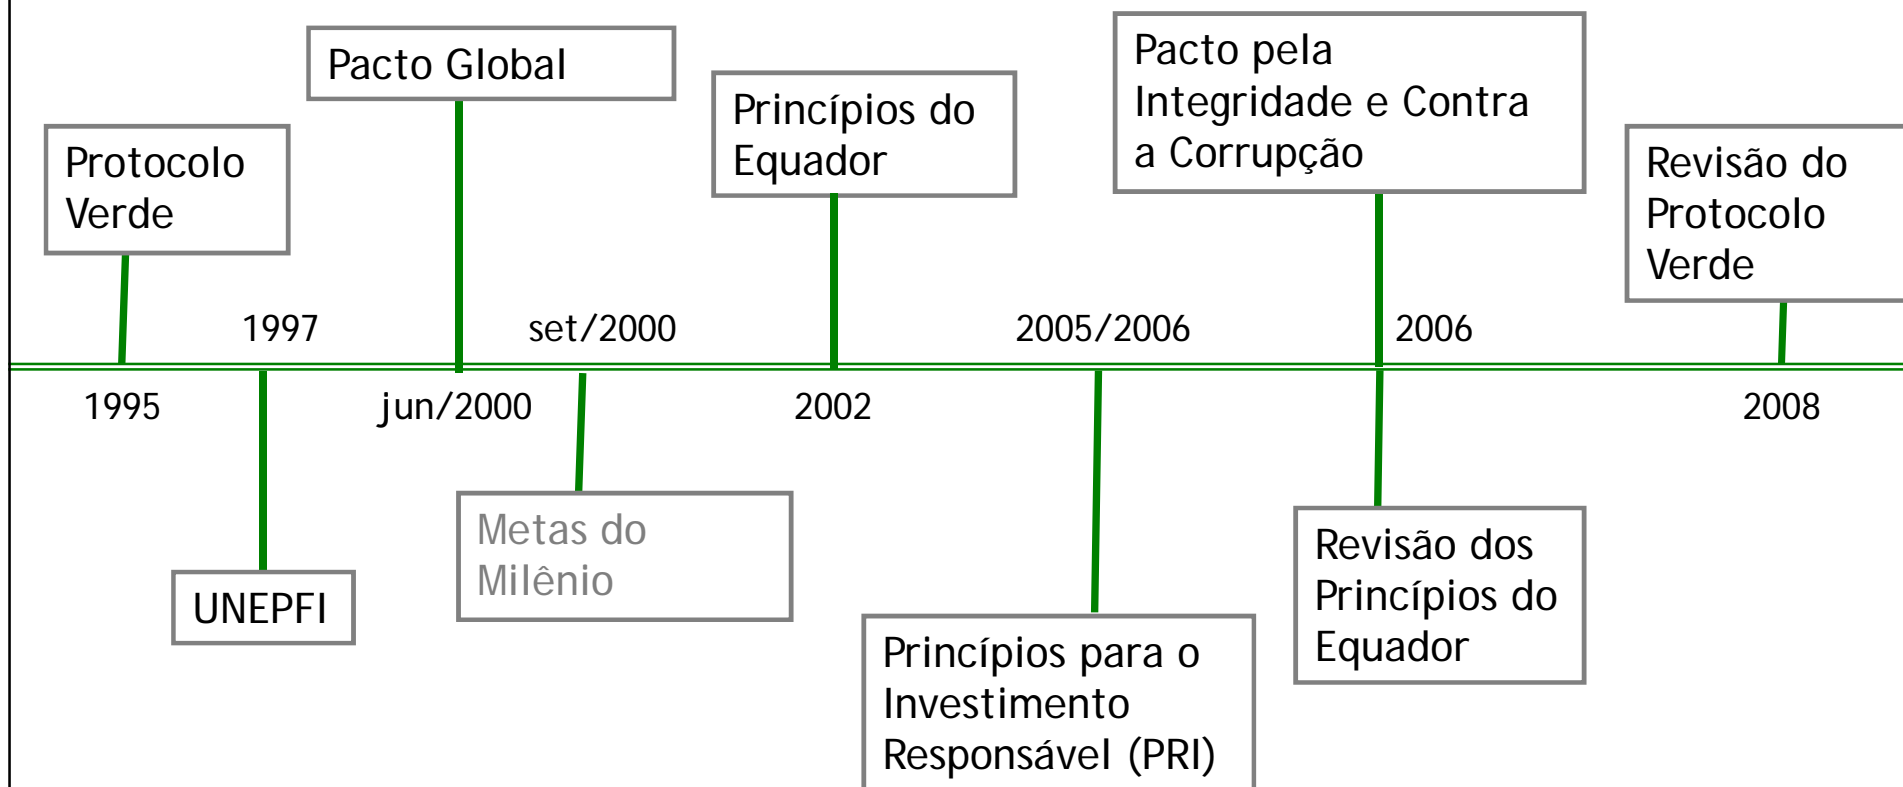 Pacto Global
Princípios do
Equador
Pacto pela
Integridade e Contra
a Corrupção
Protocolo
Verde
Revisão do
Protocolo
Verde
1997
set/2000
2005/2006
2006
1995
jun/2000
2002
2008
Metas do
Milênio
UNEPFI
Revisão dos
Princípios do
Equador
Princípios para o
Investimento
Responsável (PRI)